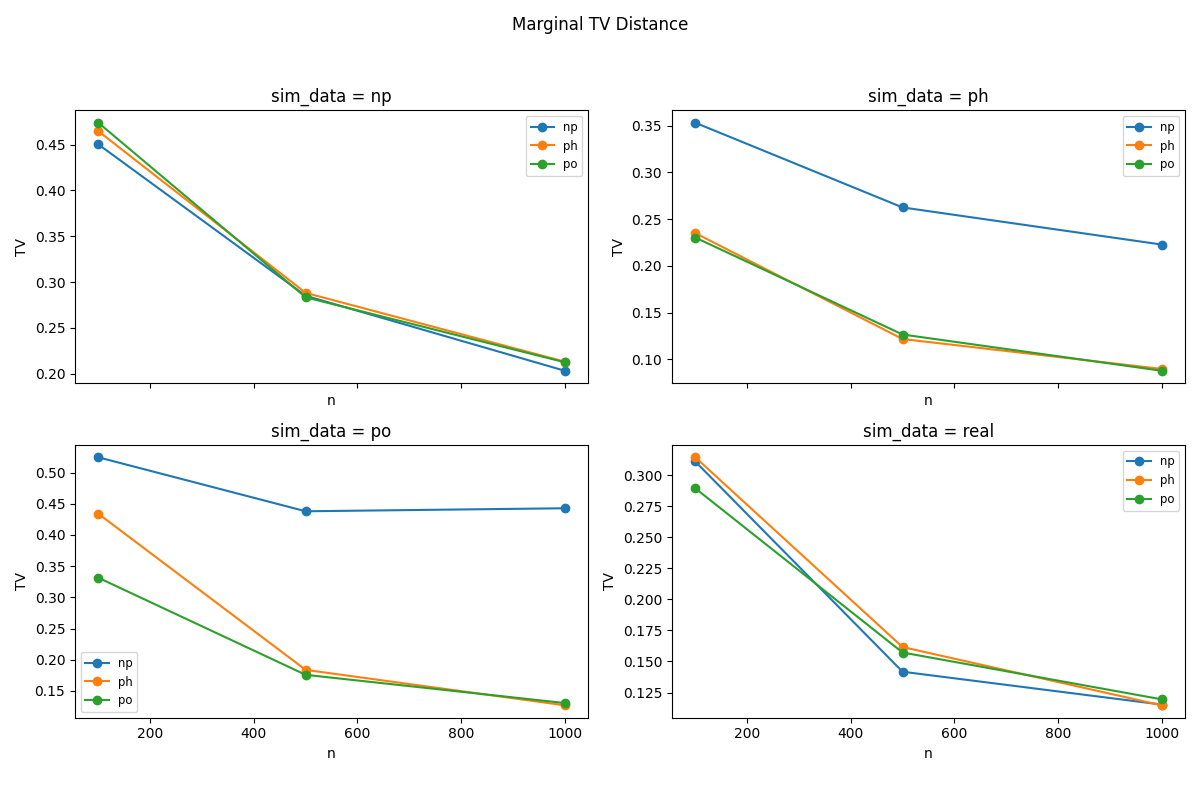 Marginal TV Distance
sim_data = np
TV
0.45
0.40
0.35
0.30
0.25
0.20
np
ph
po
n
sim_data = ph
TV
0.35
0.30
0.25
0.20
0.15
0.10
np
ph
po
n
sim_data = po
TV
0.50
0.45
0.40
0.35
0.30
0.25
0.20
0.15
np
ph
po
200 400 600 800 1000
n
sim_data = real
TV
0.300
0.275
0.250
0.225
0.200
0.175
0.150
0.125
np
ph
po
200 400 600 800 1000
n